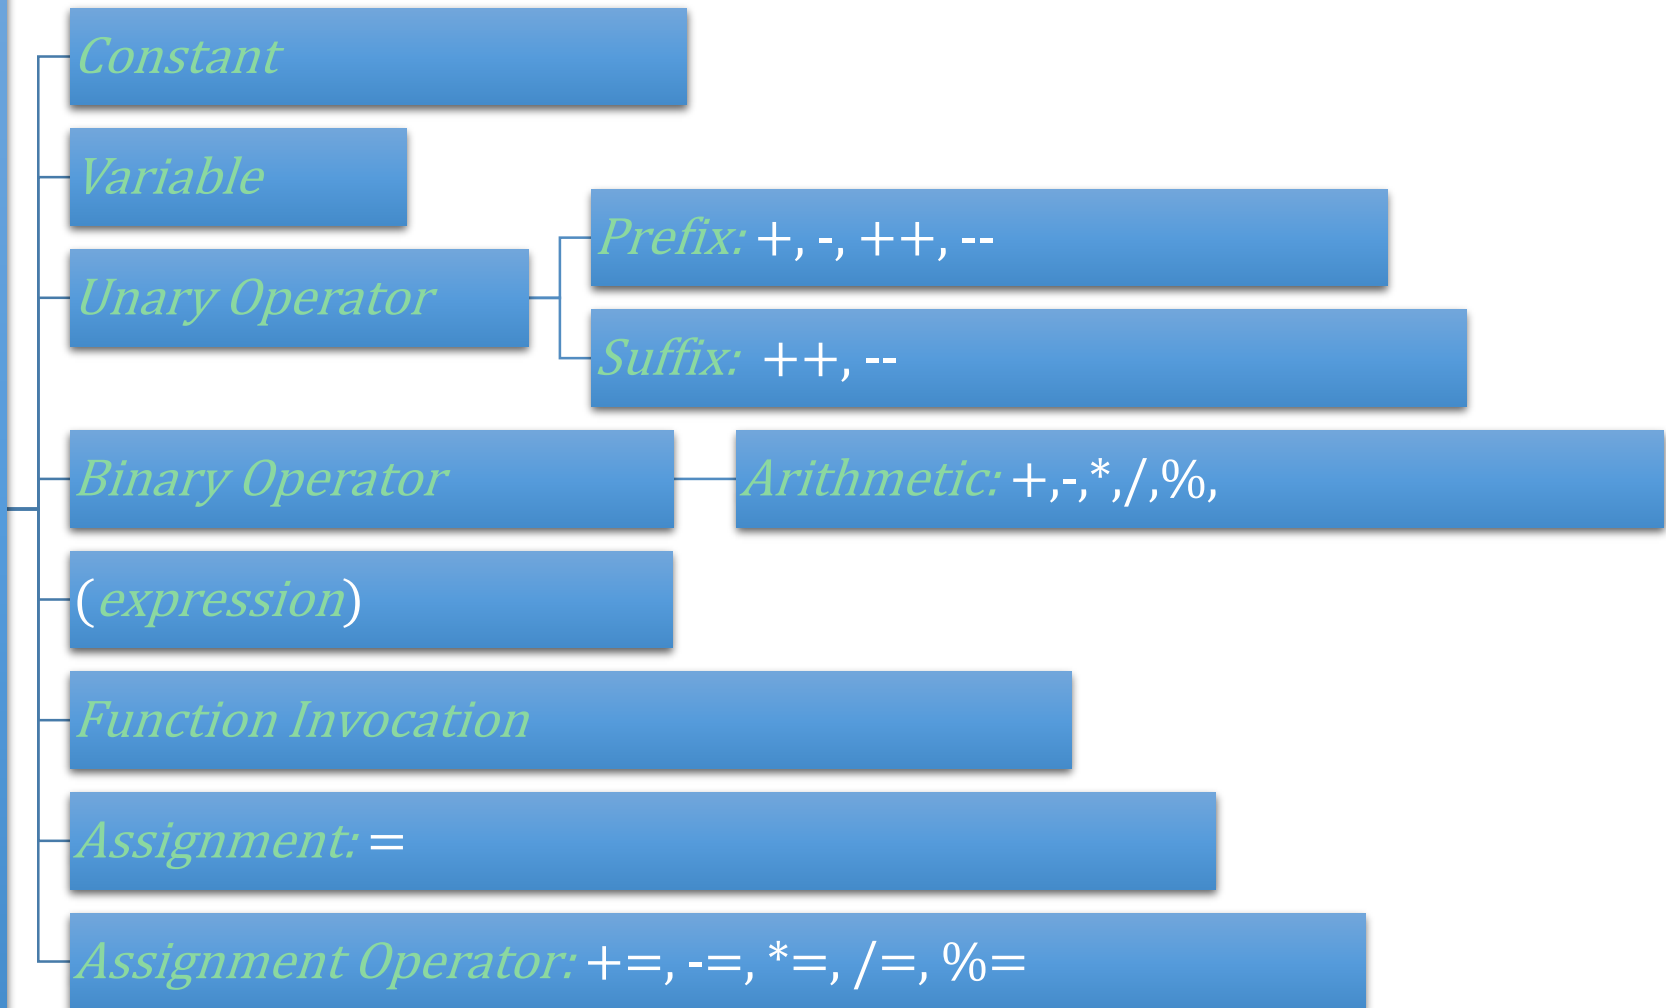 Constant
Variable
Unary Operator
Prefix: +, -, ++, --
Suffix: ++, --
Binary Operator
Arithmetic: +,-,*,/,%,
(expression)
Function Invocation
Assignment: =
Assignment Operator: +=, -=, *=, /=, %=